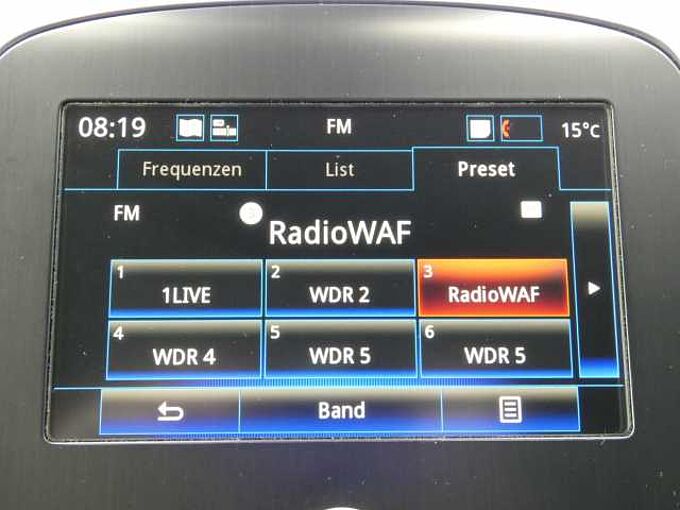 08:19 FM 15°C
Frequenzen List Preset
FM
RadioWAF
1 2 3
1LIVE WDR 2 RadioWAF
4 5 6
WDR 4 WDR 5 WDR 5
Band